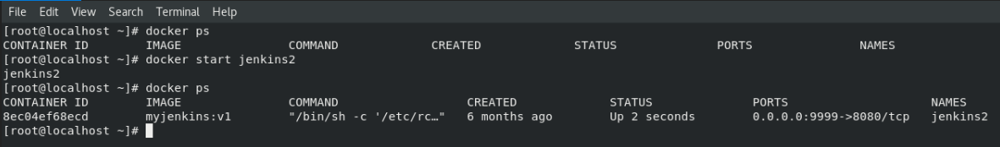 File Edit View Search Terminal Help
[root@localhost ~]# docker ps
CONTAINER ID IMAGE COMMAND CREATED STATUS PORTS NAMES
[root@localhost ~]# docker start jenkins2
jenkins2
[root@localhost ~]# docker ps
CONTAINER ID IMAGE COMMAND CREATED STATUS PORTS NAMES
8ec04ef68ecd myjenkins:v1 "/bin/sh -c '/etc/rc…" 6 months ago Up 2 seconds 0.0.0.0:9999->8080/tcp jenkins2
[root@localhost ~]#